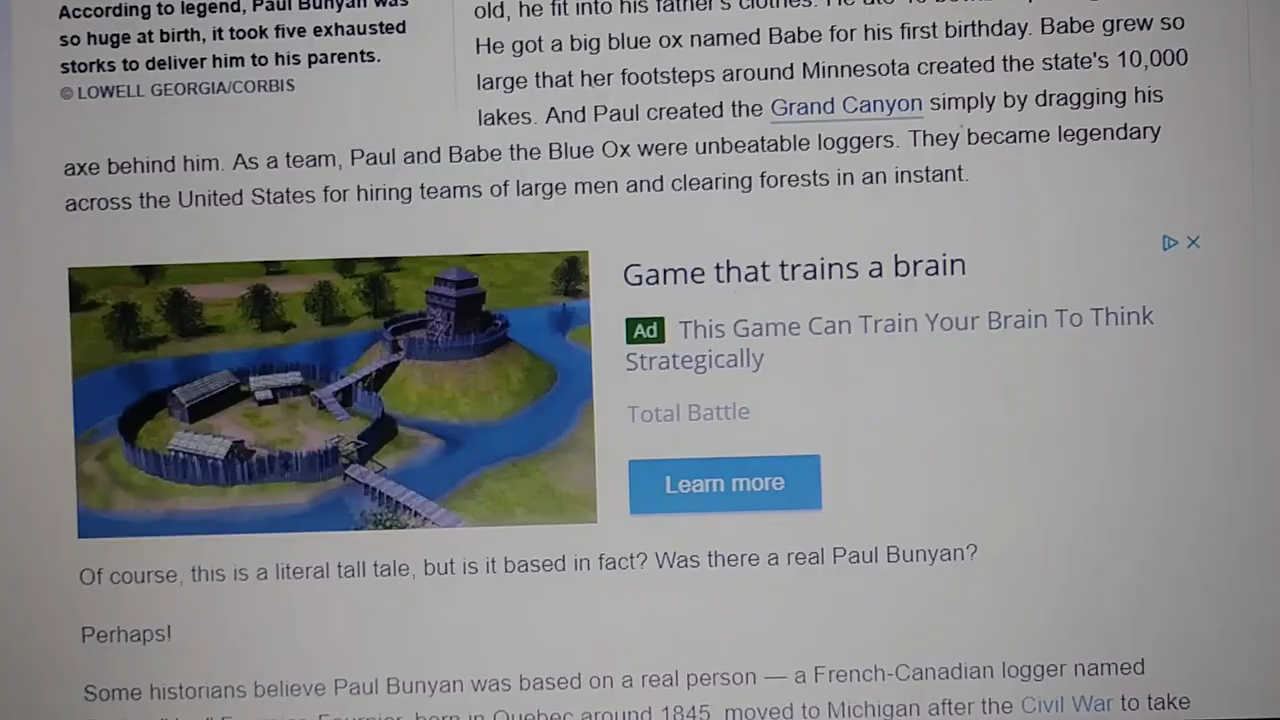 According to legend, Paul Bunyan was
so huge at birth, it took five exhausted
storks to deliver him to his parents.
© LOWELL GEORGIA/CORBIS
old, he fit into his father's clothes. He ate 40
He got a big blue ox named Babe for his first birthday. Babe grew so
large that her footsteps around Minnesota created the state's 10,000
lakes. And Paul created the Grand Canyon simply by dragging his
axe behind him. As a team, Paul and Babe the Blue Ox were unbeatable loggers. They became legendary
across the United States for hiring teams of large men and clearing forests in an instant.
Game that trains a brain
Ad This Game Can Train Your Brain To Think
Strategically
Total Battle
Learn more
Of course, this is a literal tall tale, but is it based in fact? Was there a real Paul Bunyan?
Perhaps!
Some historians believe Paul Bunyan was based on a real person — a French-Canadian logger named
born in Quebec around 1845, moved to Michigan after the Civil War to take